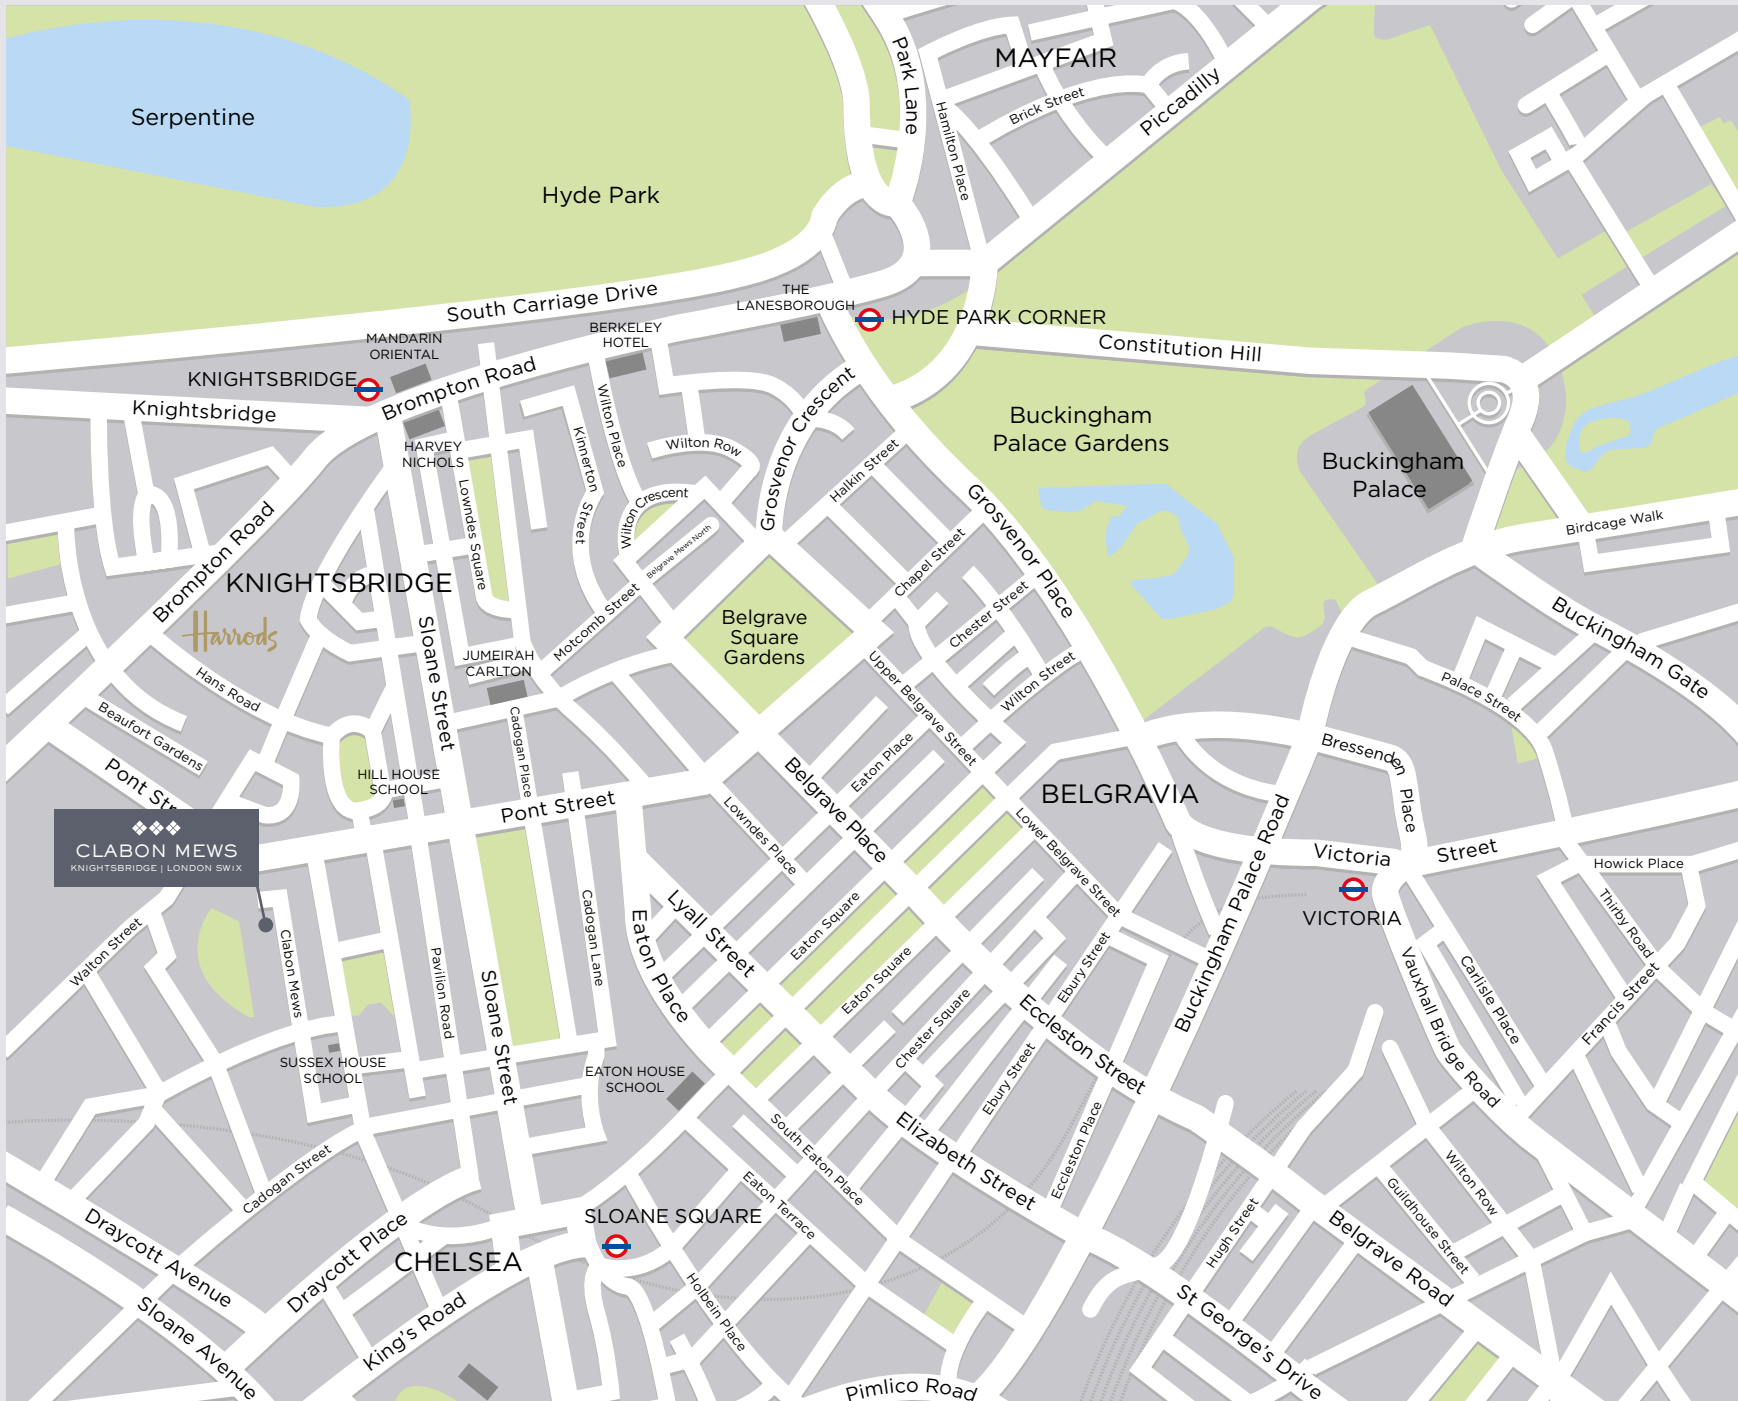 MAYFAIR
Park Lane
Piccadilly
Brick Street
Hamilton Place
Serpentine
Hyde Park
South Carriage Drive
THE
LANESBOROUGH
HYDE PARK CORNER
BERKELEY
HOTEL
MANDARIN
ORIENTAL
Constitution Hill
KNIGHTSBRIDGE
Knightsbridge
Brompton Road
HARVEY
NICHOLS
Wilton Place
Kinnerton
Street
Wilton Row
Grosvenor Crescent
Halkin Street
Buckingham
Palace Gardens
Buckingham
Palace
Birdcage Walk
Grosvenor Place
Wilton Crescent
Belgrave Mews North
Lowndes Square
Brompton Road
KNIGHTSBRIDGE
Harrods
Motcomb Street
Chapel Street
Chester Street
Wilton Street
Belgrave
Square
Gardens
Buckingham Gate
Palace Street
Sloane Street
JUMEIRAH
CARLTON
Hans Road
Beaufort Gardens
Cadogan Place
Upper Belgrave Street
Eaton Place
Belgrave Place
Bressenden
Place
Pont Str
HILL HOUSE
SCHOOL
Pont Street
Lowndes Place
BELGRAVIA
Lower Belgrave Street
Buckingham Palace Road
Victoria
Street
VICTORIA
Howick Place
Thirby Road
Francis Street
Carlisle Place
Vauxhall Bridge Road
CLABON MEWS
KNIGHTSBRIDGE | LONDON SW1X
Walton Street
Clabon Mews
Pavilion Road
Sloane Street
Cadogan Lane
Eaton Place
Lyall Street
Eaton Square
Eaton Square
Chester Square
Ebury Street
Ebury Street
Eccleston Street
Eccleston Place
SUSSEX HOUSE
SCHOOL
EATON HOUSE
SCHOOL
Elizabeth Street
South Eaton Place
Eaton Terrace
Cadogan Street
SLOANE SQUARE
CHELSEA
Draycott Avenue
Draycott Place
Sloane Avenue
King's Road
Holbein Place
Pimlico Road
Hugh Street
St George's Drive
Belgrave Road
Guildhouse Street
Wilton Row